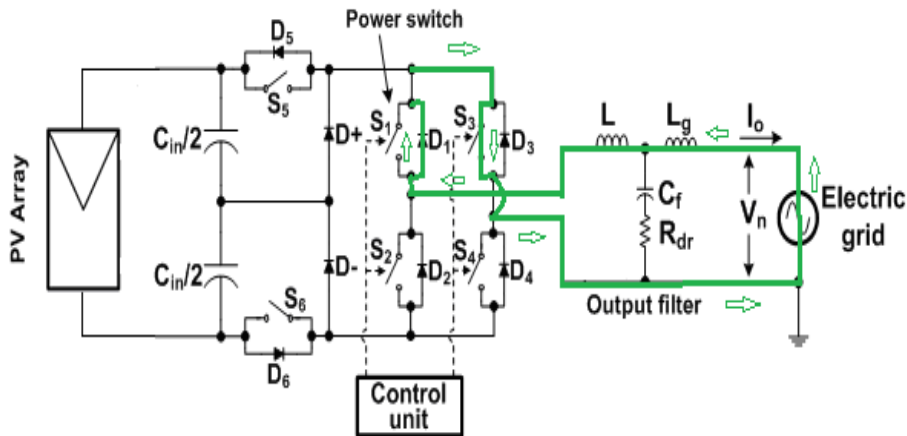 Power switch
D5
S5
S1
D1
S3
D3
D+
L
Lg
Io
Cin/2
PV Array
Cf
Vn
Electric
grid
Rdr
Cin/2
D-
S2
D2
S4
D4
S6
Output filter
D6
Control
unit